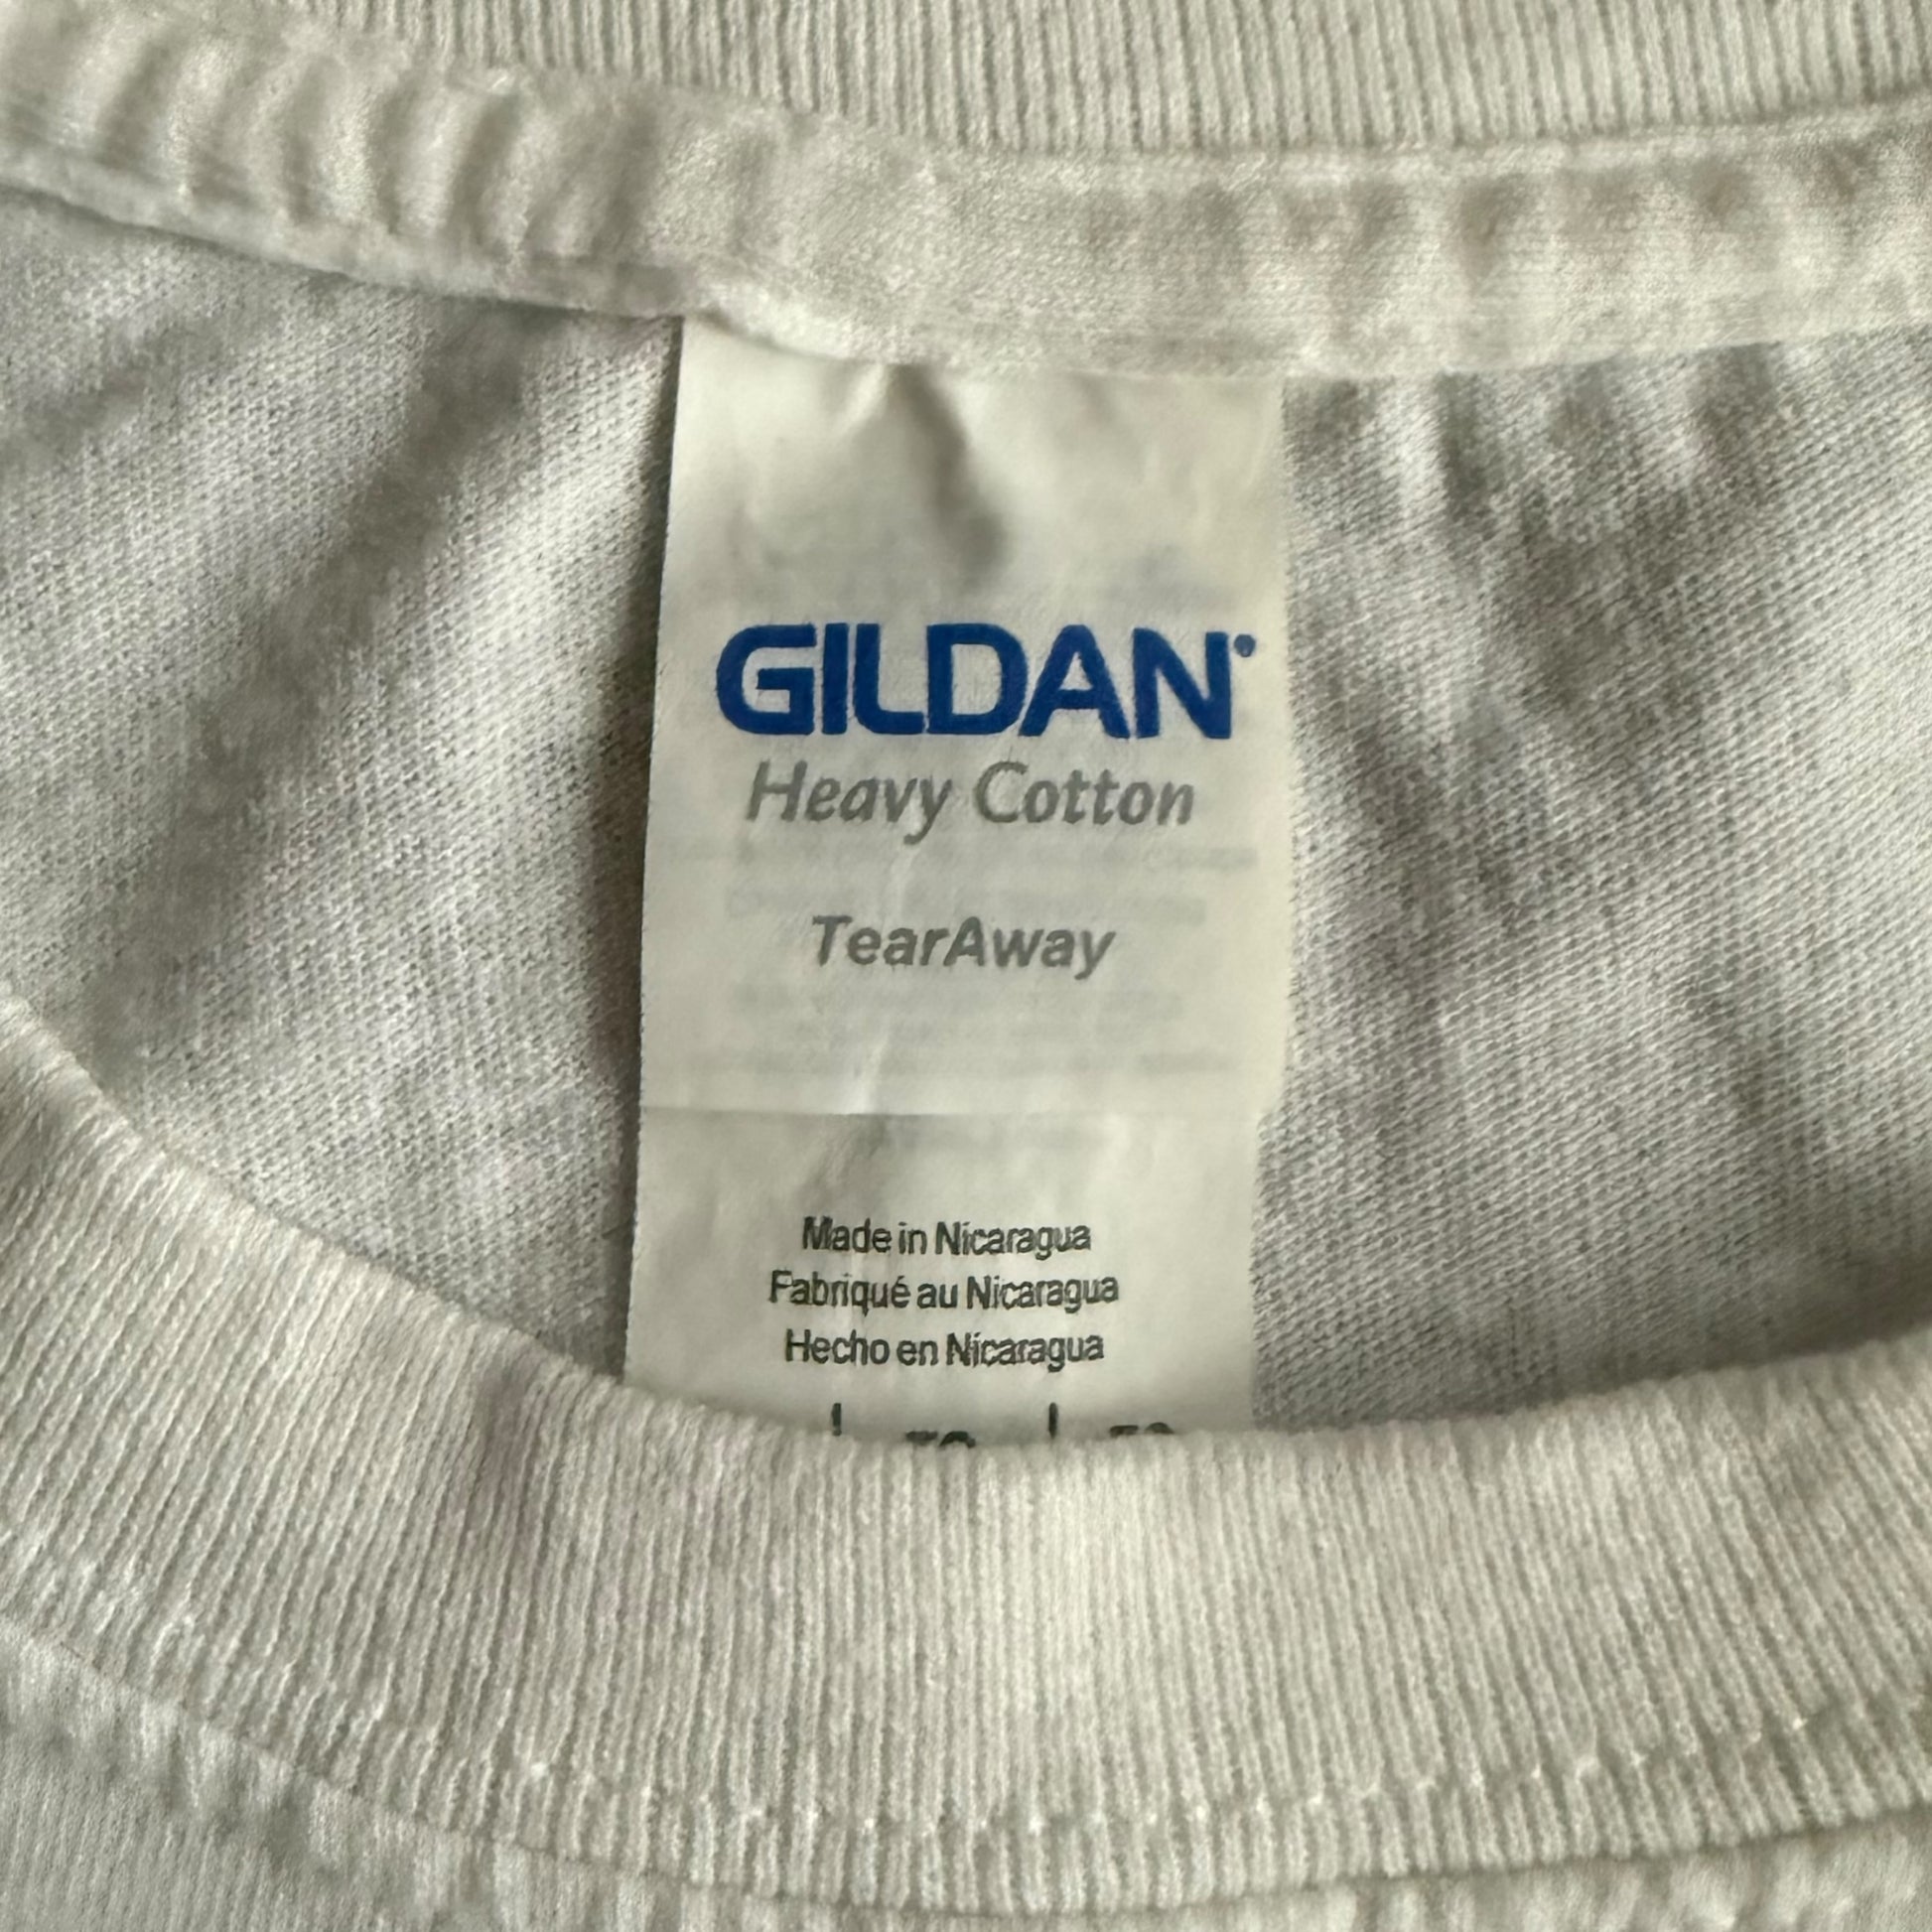 GILDAN
Heavy Cotton
TearAway
Made in Nicaragua
Fabriqué au Nicaragua
Hecho en Nicaragua